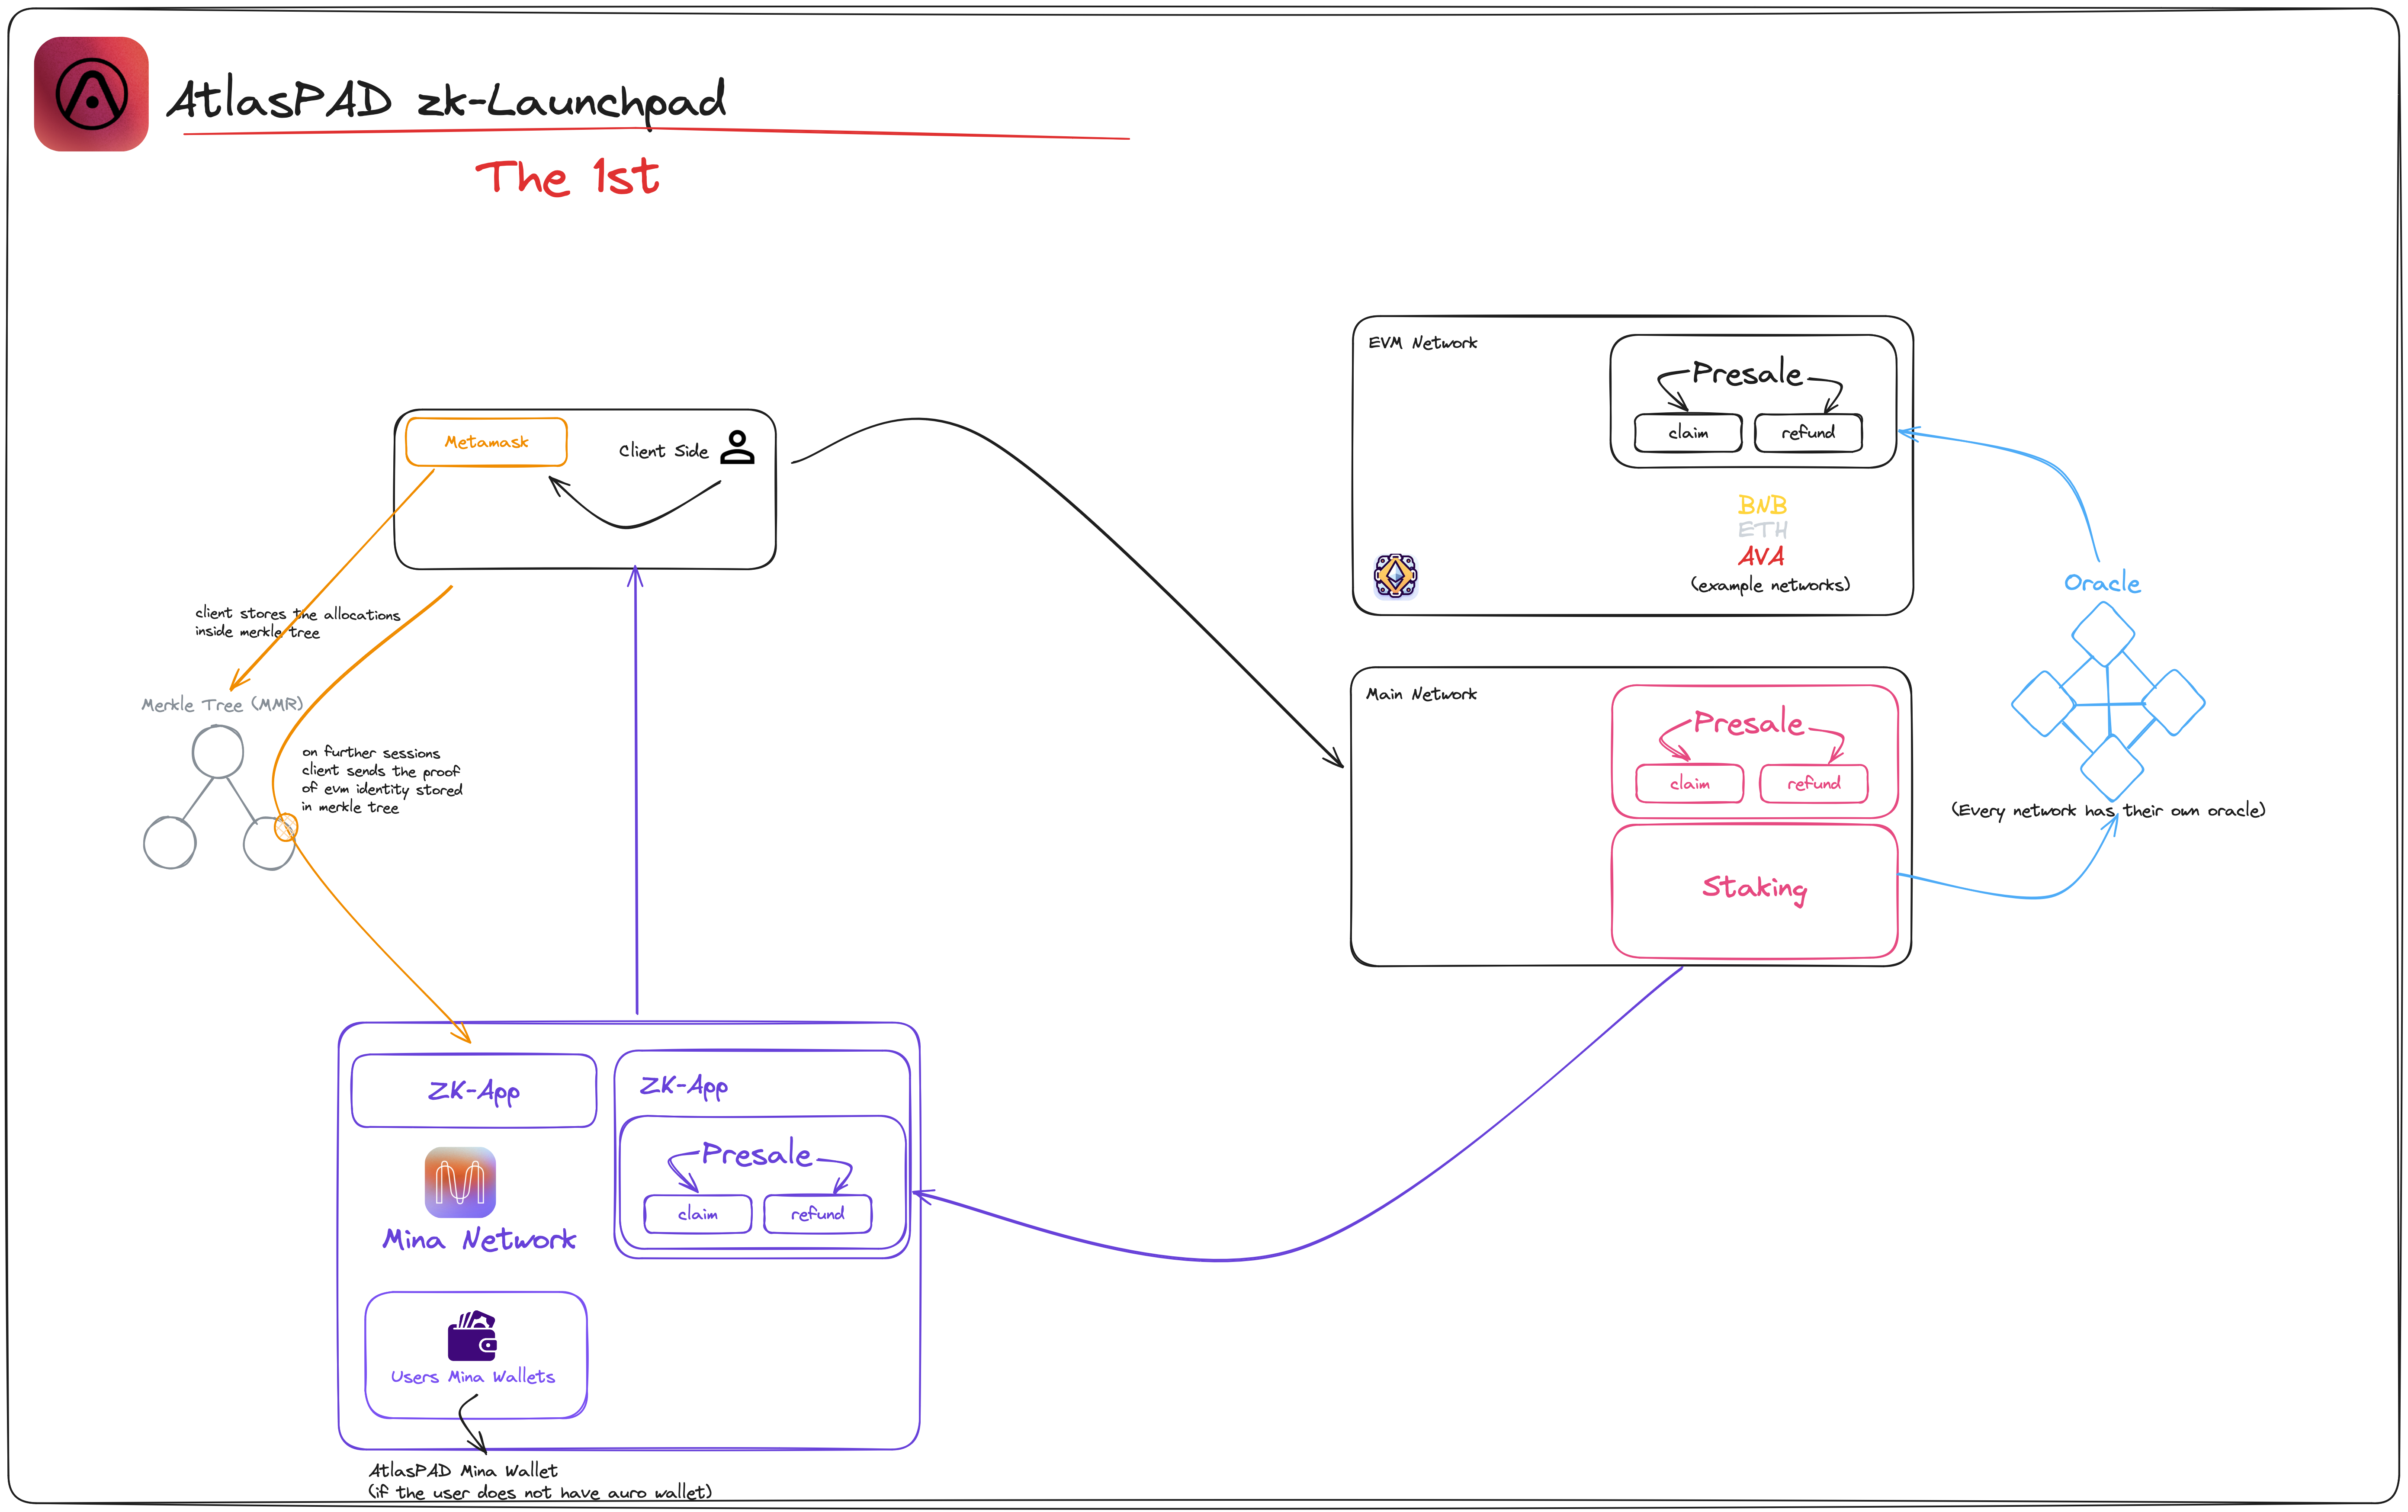 AtlasPAD zk-Launchpad
The 1st
EVM Network
Presale
claim
refund
BNB
ETH
AVA
(example networks)
Metamask
Client Side
client stores the allocations
inside merkle tree
Merkle Tree (MMR)
on further sessions
client sends the proof
of evm identity stored
in merkle tree
Oracle
(Every network has their own oracle)
Main Network
Presale
claim
refund
Staking
ZK-App
ZK-App
Presale
claim
refund
Mina Network
Users Mina Wallets
AtlasPAD Mina Wallet
(if the user does not have auro wallet)